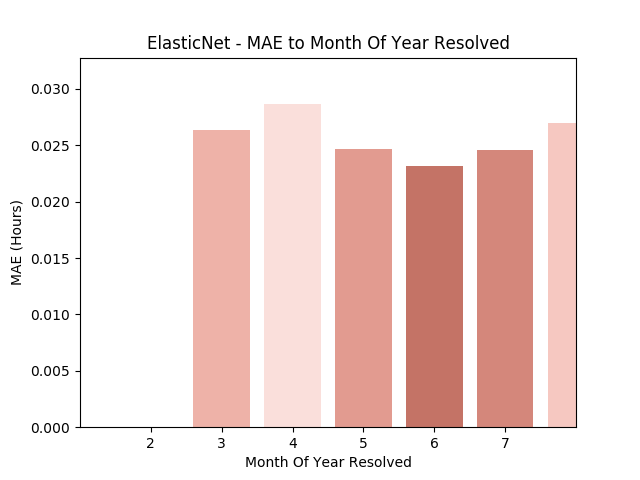 ElasticNet - MAE to Month Of Year Resolved
0.030
0.025
0.020
0.015
0.010
0.005
0.000
MAE (Hours)
2 3 4 5 6 7
Month Of Year Resolved